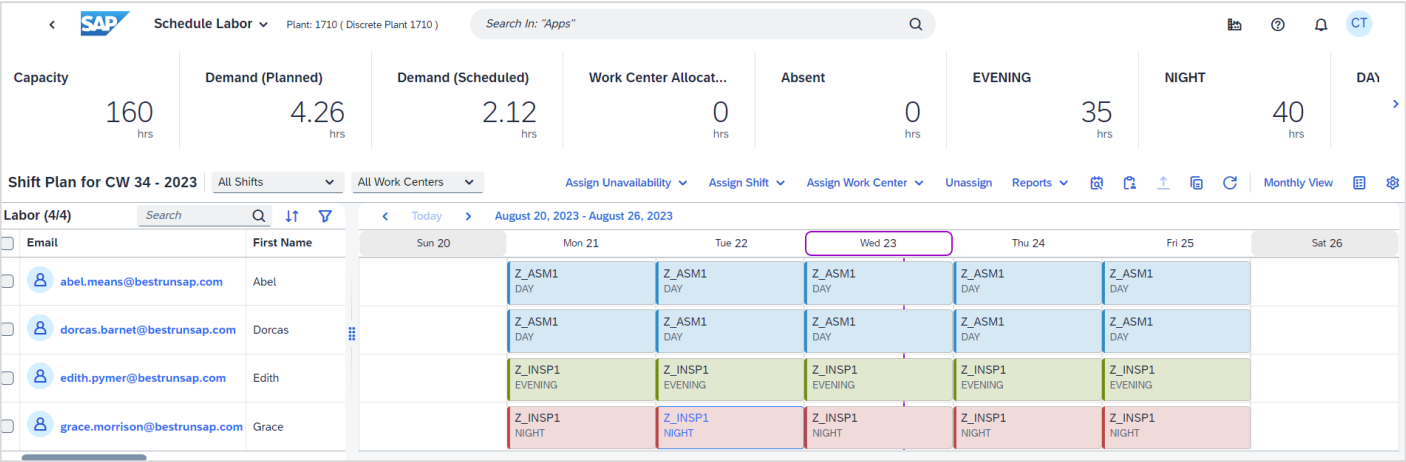 SAP Schedule Labor Plant: 1710 ( Discrete Plant 1710 ) Search In: "Apps" CT
Capacity Demand (Planned) Demand (Scheduled) Work Center Allocat... Absent EVENING NIGHT DAY
160 4.26 2.12 0 0 35 40
hrs hrs hrs hrs hrs hrs hrs
Shift Plan for CW 34 - 2023 All Shifts All Work Centers Assign Unavailability Assign Shift Assign Work Center Unassign Reports Monthly View
Labor (4/4) Search Today August 20, 2023 - August 26, 2023
Email First Name Sun 20 Mon 21 Tue 22 Wed 23 Thu 24 Fri 25 Sat 26
abel.means@bestrunsap.com Abel Z_ASM1 Z_ASM1 Z_ASM1 Z_ASM1 Z_ASM1
DAY DAY DAY DAY DAY
dorcas.barnet@bestrunsap.com Dorcas Z_ASM1 Z_ASM1 Z_ASM1 Z_ASM1 Z_ASM1
DAY DAY DAY DAY DAY
edith.pymer@bestrunsap.com Edith Z_INSP1 Z_INSP1 Z_INSP1 Z_INSP1 Z_INSP1
EVENING EVENING EVENING EVENING EVENING
grace.morrison@bestrunsap.com Grace Z_INSP1 Z_INSP1 Z_INSP1 Z_INSP1 Z_INSP1
NIGHT NIGHT NIGHT NIGHT NIGHT